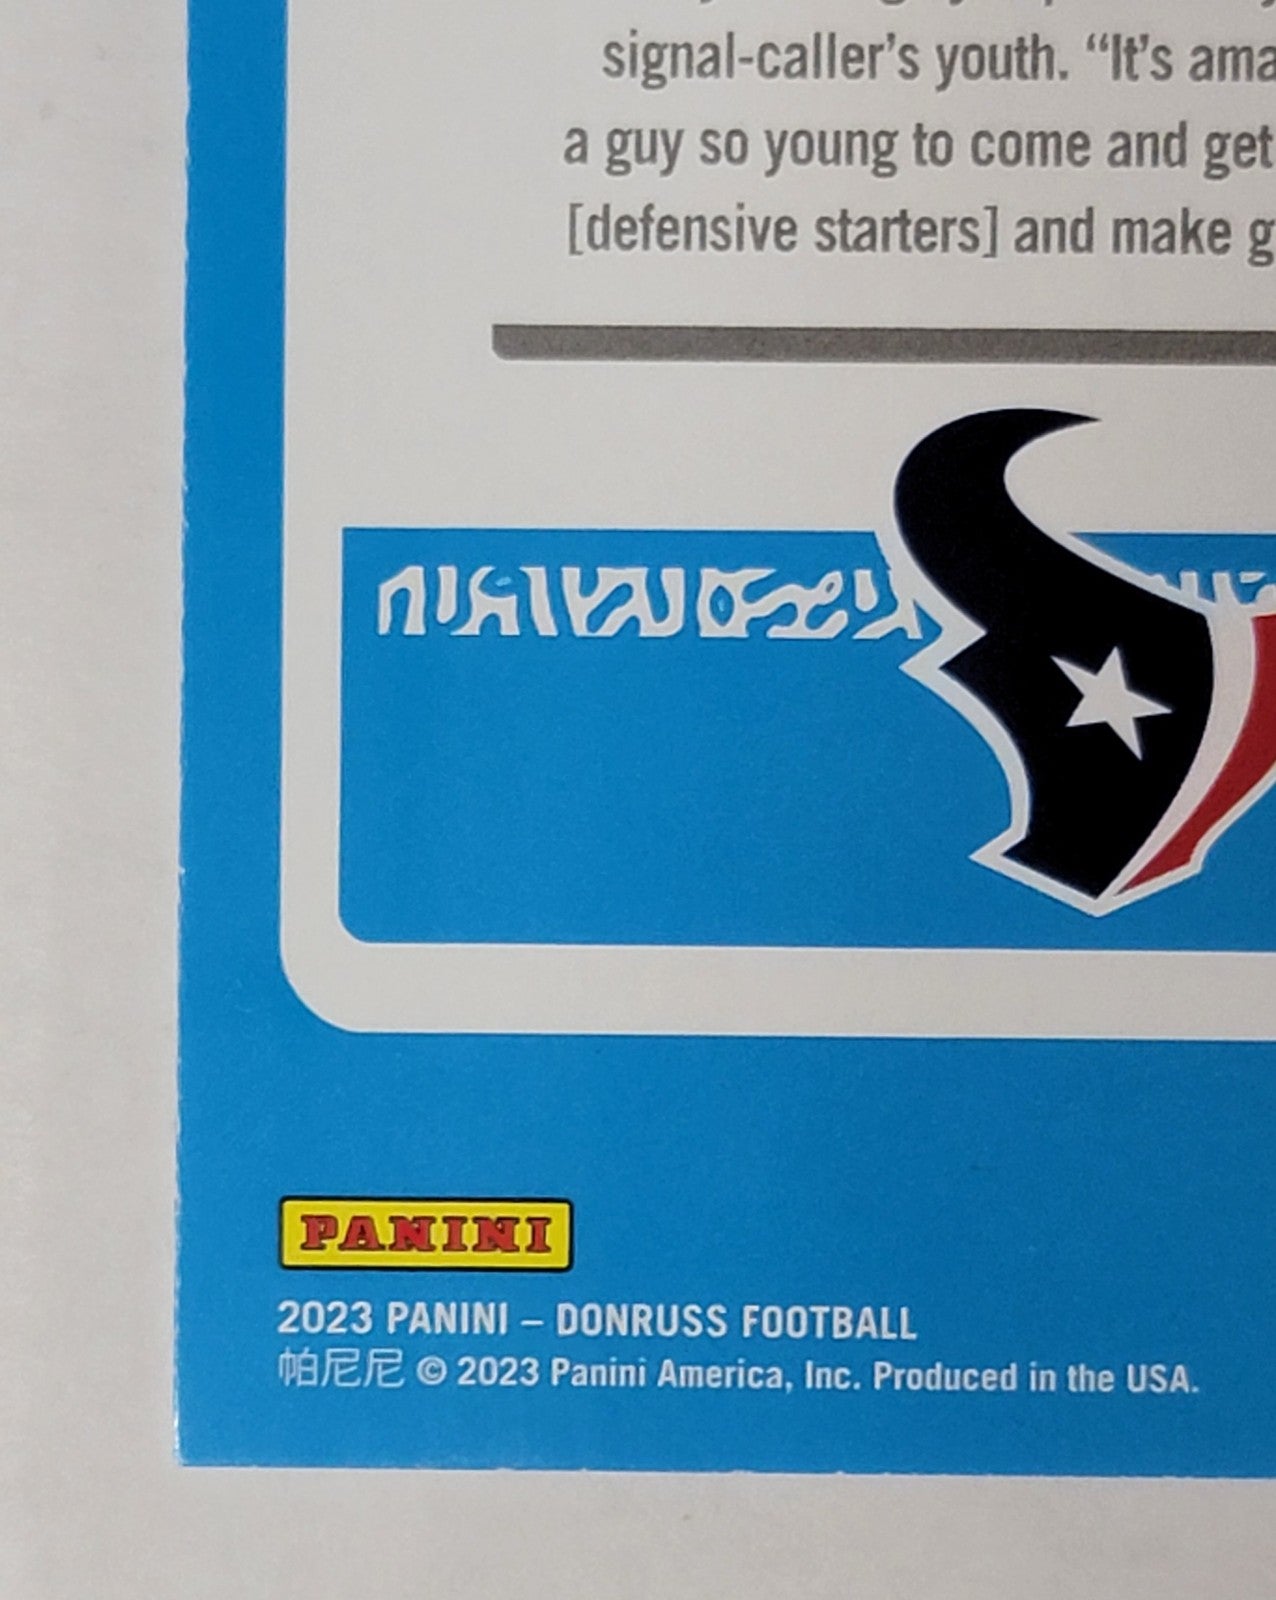 signal-caller's youth. “It's ama
a guy so young to come and get
[defensive starters] and make g
PANINI
2023 PANINI – DONRUSS FOOTBALL
帕尼尼 © 2023 Panini America, Inc. Produced in the USA.